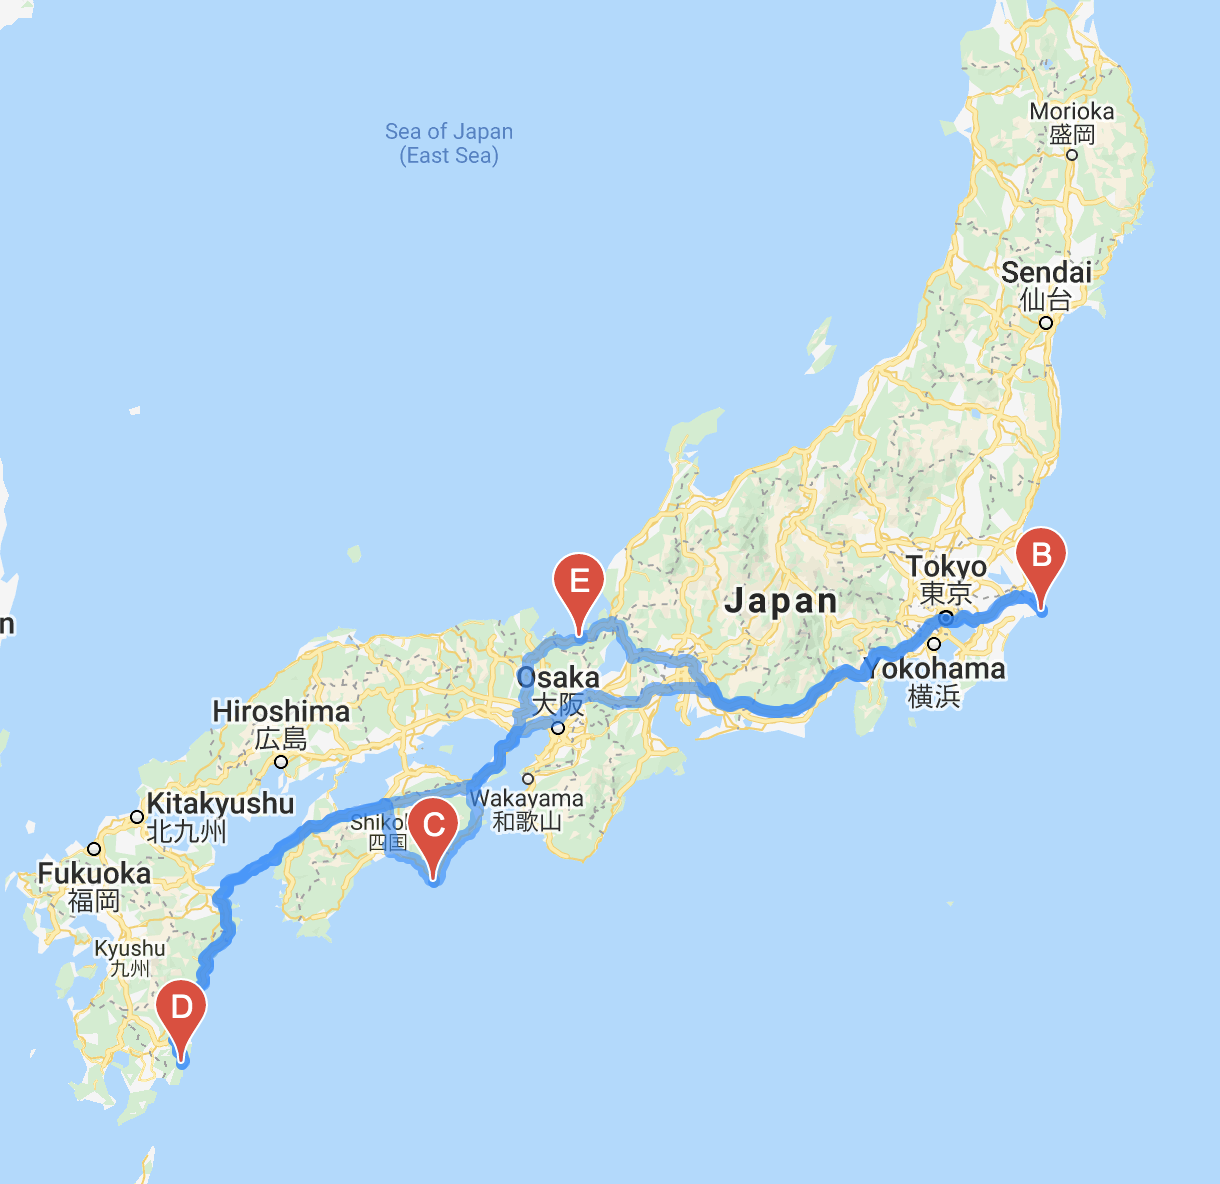 Sea of Japan
(East Sea)
Morioka
盛岡
Sendai
仙台
B
Tokyo
東京
E
Japan
Yokohama
横浜
Osaka
大阪
Hiroshima
広島
Wakayama
和歌山
Kitakyushu
北九州
C
四国
Fukuoka
福岡
Kyushu
九州
D